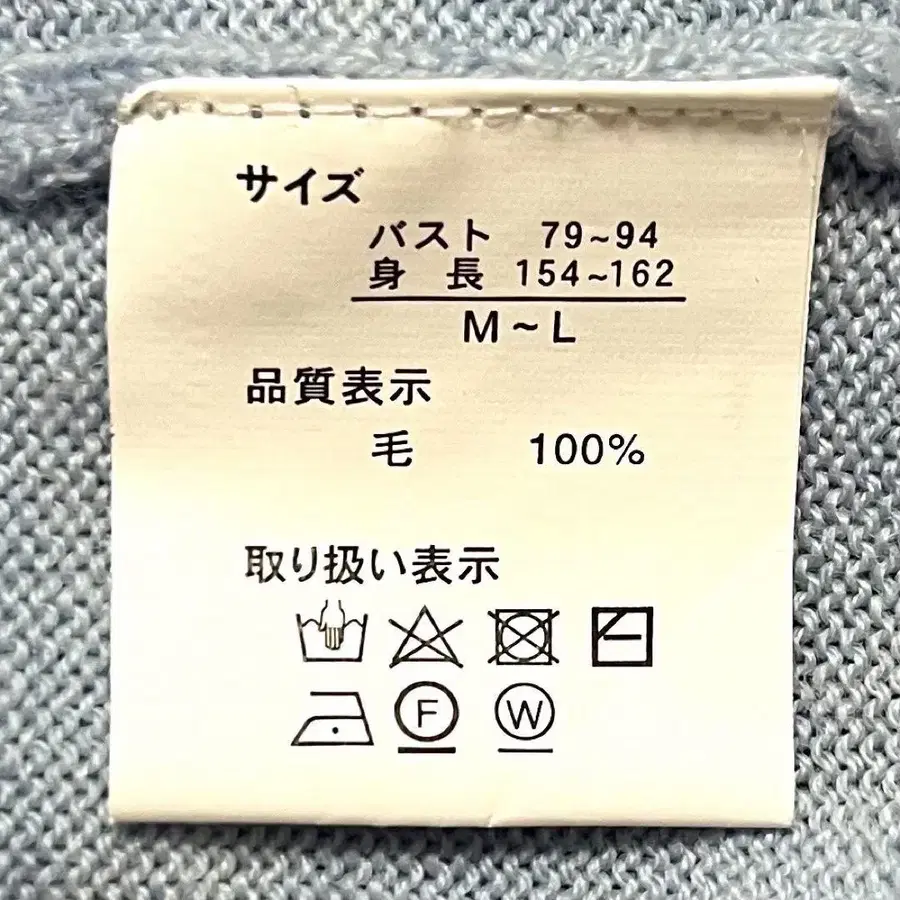 サイズ
バスト 79~94
身 長 154~162
M~L
品質表示
毛 100%
取り扱い表示
F W